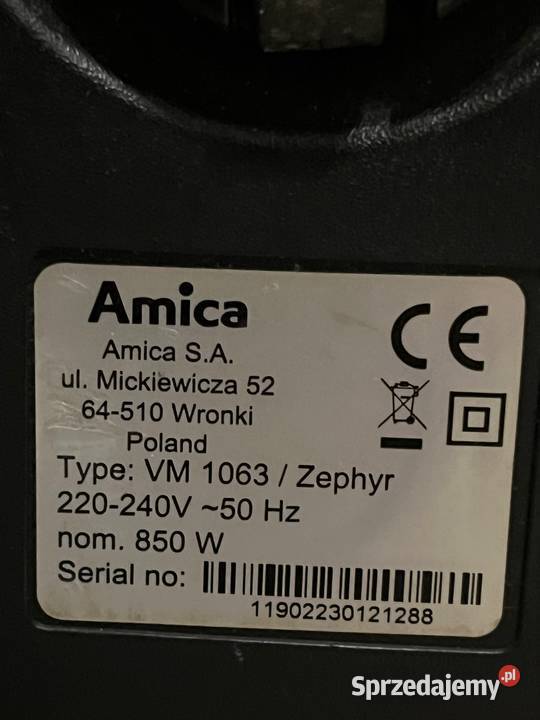 Amica
Amica S.A.
ul. Mickiewicza 52
64-510 Wronki
Poland
CE
Type: VM 1063 / Zephyr
220-240V ~50 Hz
nom. 850 W
Serial no:
11902230121288
Sprzedajemy.pl